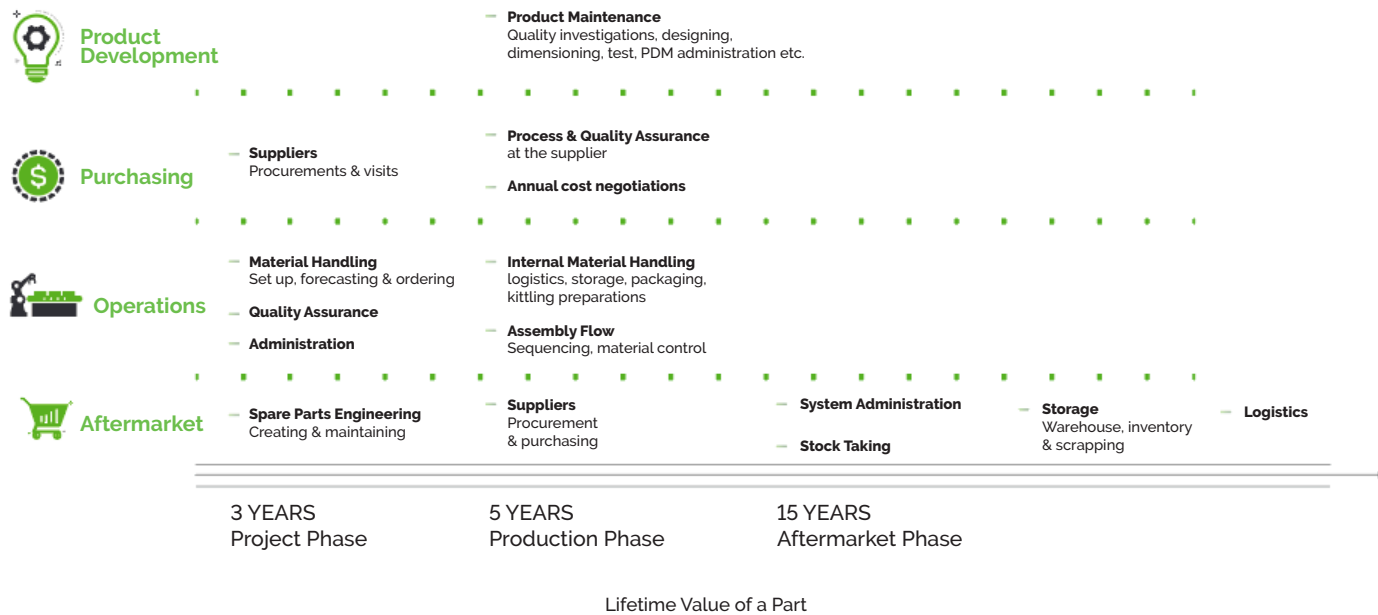 Product
Development
Product Maintenance
Quality investigations, designing,
dimensioning, test, PDM administration etc.
Purchasing
Suppliers
Procurements & visits
Process & Quality Assurance
at the supplier
Annual cost negotiations
Operations
Material Handling
Set up, forecasting & ordering
Quality Assurance
Administration
Internal Material Handling
logistics, storage, packaging,
kittling preparations
Assembly Flow
Sequencing, material control
Aftermarket
Spare Parts Engineering
Creating & maintaining
Suppliers
Procurement
& purchasing
System Administration
Stock Taking
Storage
Warehouse, inventory
& scrapping
Logistics
3 YEARS
Project Phase
5 YEARS
Production Phase
15 YEARS
Aftermarket Phase
Lifetime Value of a Part